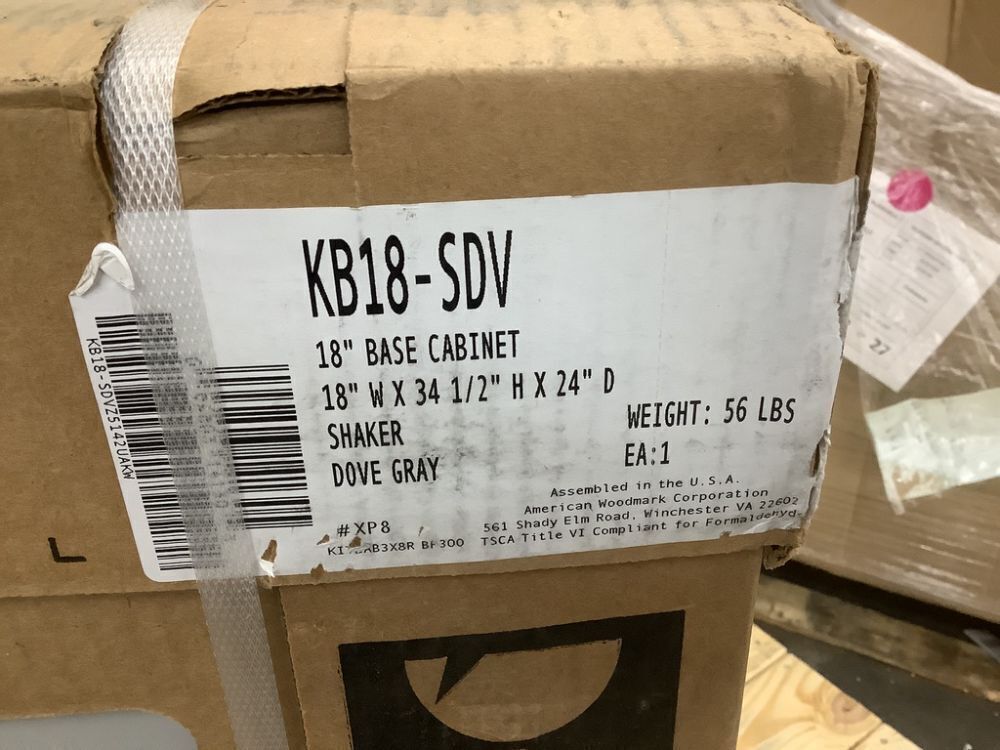 KB18-SDV
18" BASE CABINET
18" W X 34 1/2" H X 24" D
SHAKER
DOVE GRAY
WEIGHT: 56 LBS
EA:1
Assembled in the U.S.A.
American Woodmark Corporation
561 Shady Elm Road, Winchester VA 22602
TSCA Title VI Compliant for Formaldehyd
#XP8
BF300
KB18-SDVZ5142UAKW
L
27